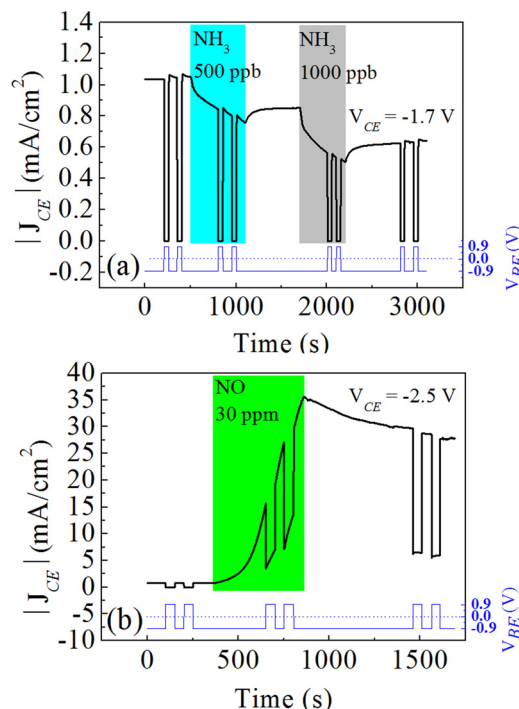 1.4
1.2
1.0
0.8
0.6
0.4
0.2
0.0
-0.2
|J_CE| (mA/cm²)
NH₃
500 ppb
NH₃
1000 ppb
V_CE = -1.7 V
(a)
0.9
0.0
-0.9
V_BE (V)
0 1000 2000 3000
Time (s)
40
35
30
25
20
15
10
5
0
-5
-10
|J_CE| (mA/cm²)
NO
30 ppm
V_CE = -2.5 V
(b)
0.9
0.0
-0.9
V_BE (V)
0 500 1000 1500
Time (s)